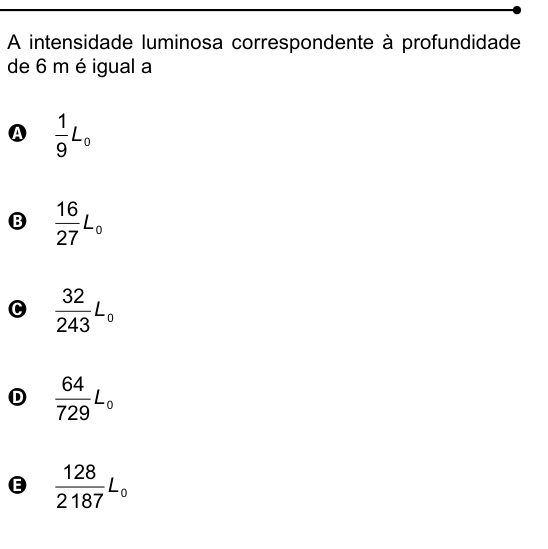 A intensidade luminosa correspondente à profundidade
de 6 m é igual a
A 1/9 L₀
B 16/27 L₀
C 32/243 L₀
D 64/729 L₀
E 128/2 187 L₀